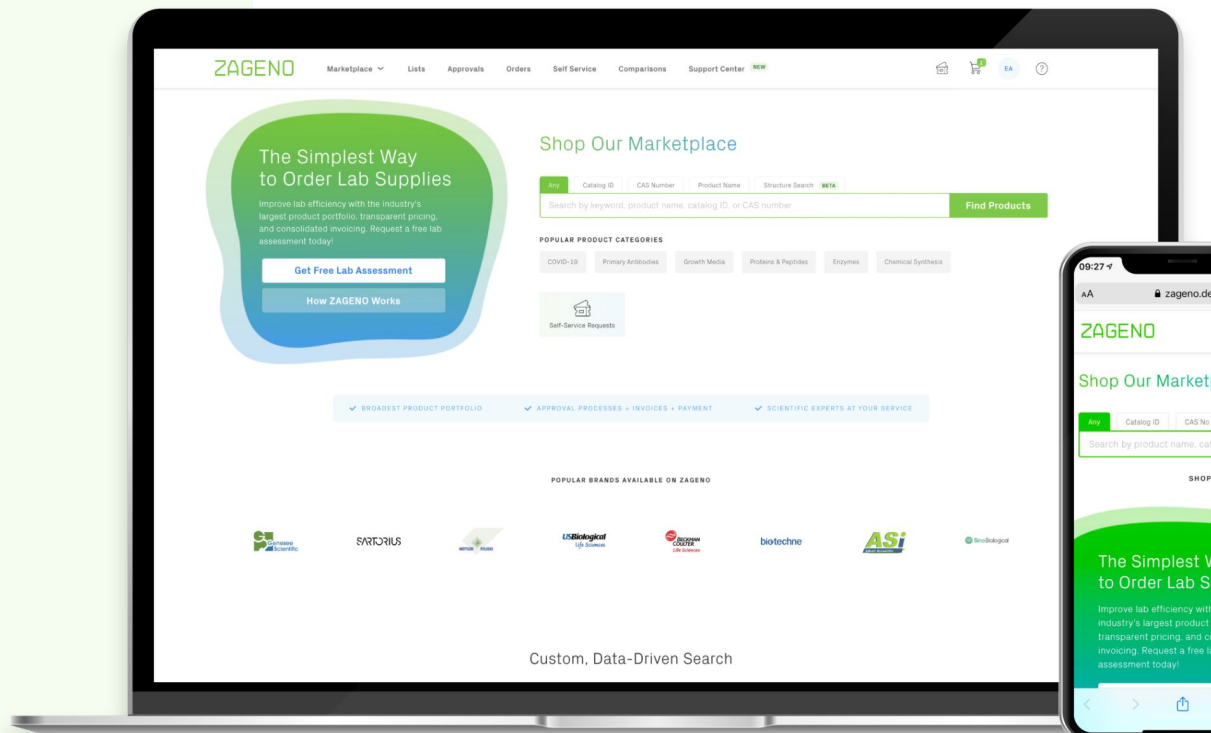 ZAGENO
Marketplace Lists Approvals Orders Self Service Comparisons Support Center NEW
1 EA ?
The Simplest Way
to Order Lab Supplies
Improve lab efficiency with the industry's
largest product portfolio, transparent pricing,
and consolidated invoicing. Request a free lab
assessment today!
Get Free Lab Assessment
How ZAGENO Works
Shop Our Marketplace
Any Catalog ID CAS Number Product Name Structure Search BETA
Search by keyword, product name, catalog ID, or CAS number
Find Products
POPULAR PRODUCT CATEGORIES
COVID-19 Primary Antibodies Growth Media Proteins & Peptides Enzymes Chemical Synthesis
Self-Service Requests
BROADEST PRODUCT PORTFOLIO APPROVAL PROCESSES + INVOICES + PAYMENT SCIENTIFIC EXPERTS AT YOUR SERVICE
POPULAR BRANDS AVAILABLE ON ZAGENO
Genesee
Scientific
SARTORIUS
METTLER TOLEDO
USBiological
Life Sciences
BECKMAN
COULTER
Life Sciences
bio-techne
ASi
SinoBiological
Custom, Data-Driven Search
09:27
AA zageno.de
ZAGENO
Shop Our Market
Any Catalog ID CAS No
Search by product name, cat
SHOP
The Simplest W
to Order Lab S
Improve lab efficiency with
industry's largest product
transparent pricing, and co
invoicing. Request a free la
assessment today!